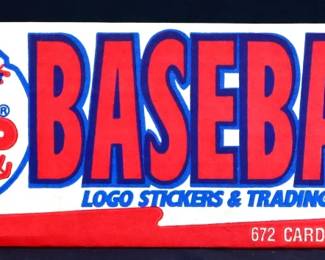 BASEBA
LOGO STICKERS & TRADING
672 CARD
®